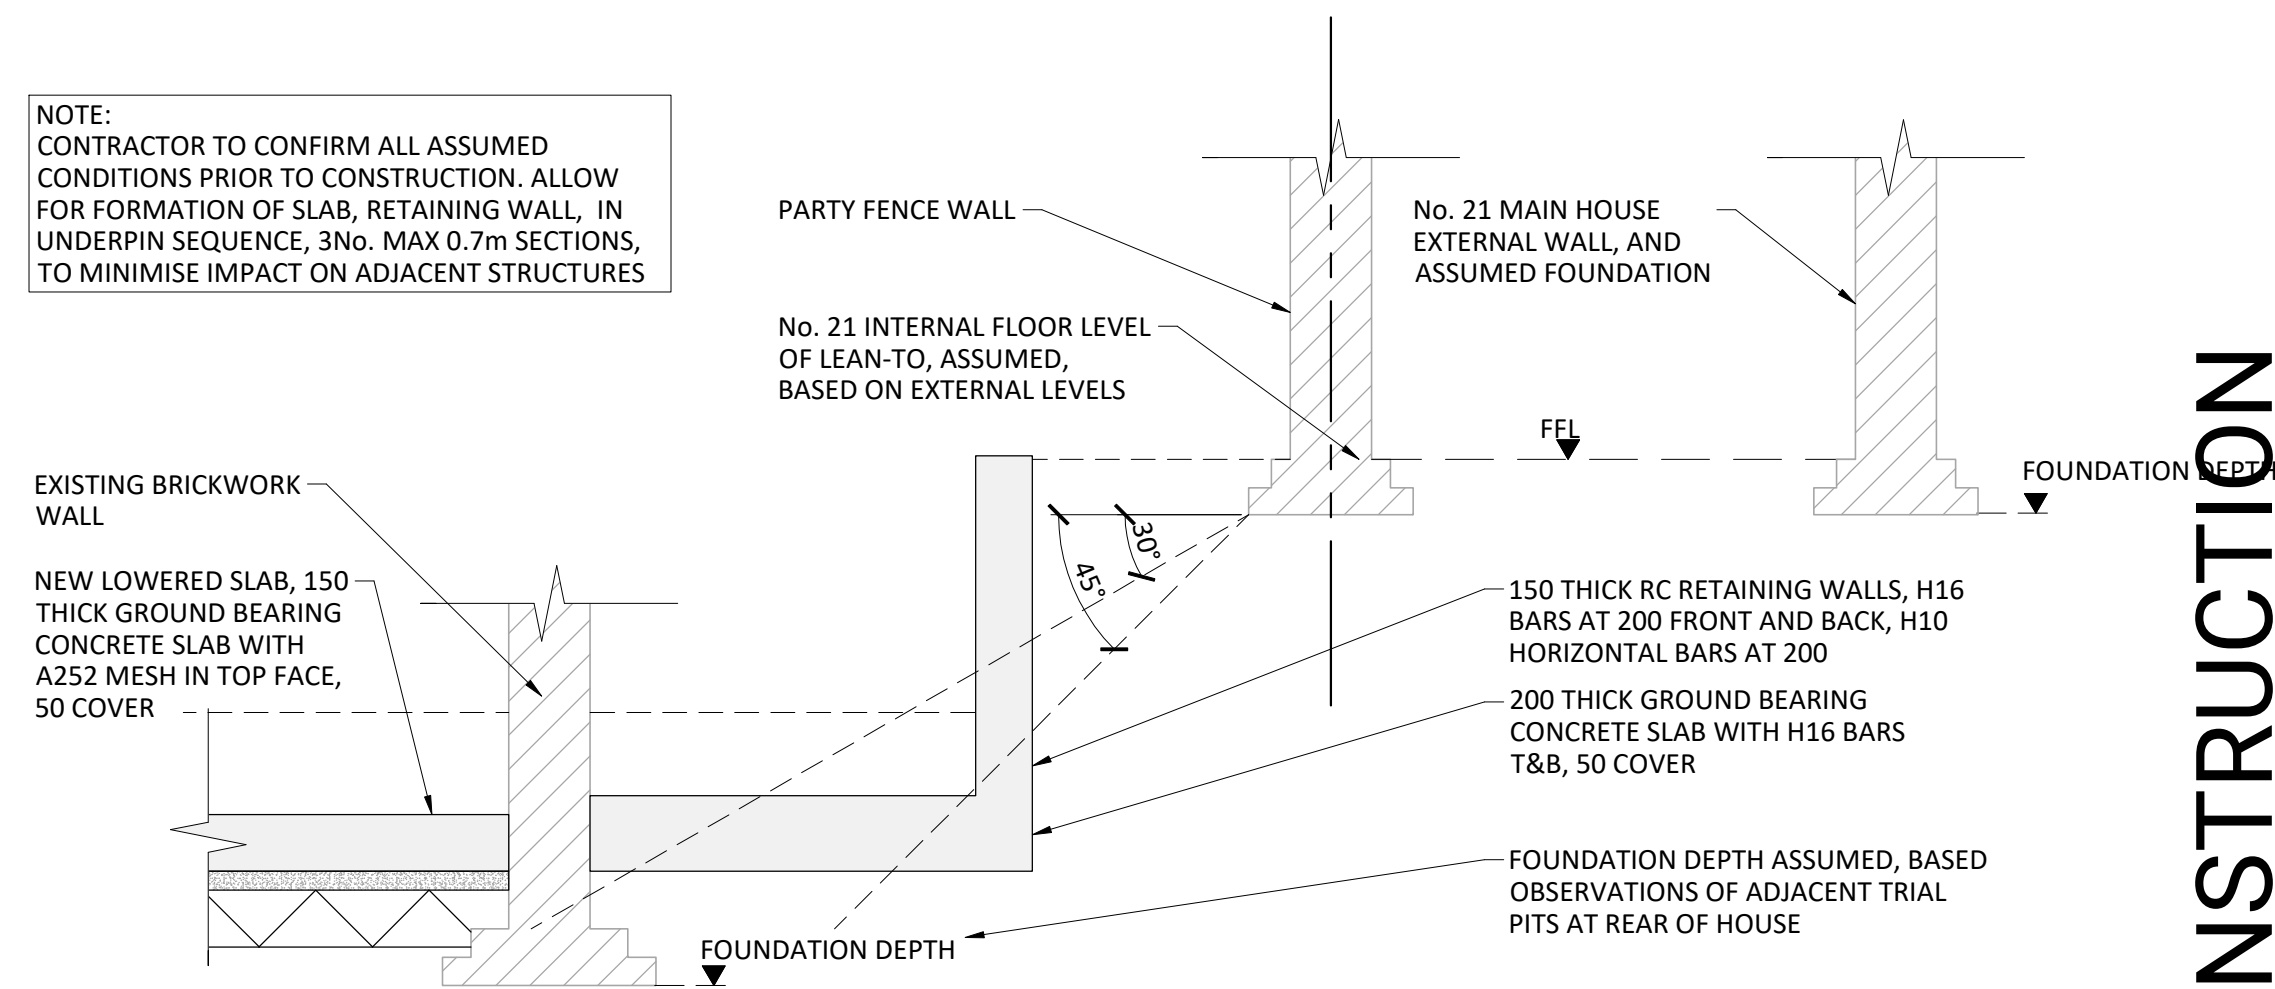 NOTE:
CONTRACTOR TO CONFIRM ALL ASSUMED
CONDITIONS PRIOR TO CONSTRUCTION. ALLOW
FOR FORMATION OF SLAB, RETAINING WALL, IN
UNDERPIN SEQUENCE, 3No. MAX 0.7m SECTIONS,
TO MINIMISE IMPACT ON ADJACENT STRUCTURES
PARTY FENCE WALL
No. 21 MAIN HOUSE
EXTERNAL WALL, AND
ASSUMED FOUNDATION
No. 21 INTERNAL FLOOR LEVEL
OF LEAN-TO, ASSUMED,
BASED ON EXTERNAL LEVELS
FFL
FOUNDATION DEPTH
EXISTING BRICKWORK
WALL
30°
45°
NEW LOWERED SLAB, 150
THICK GROUND BEARING
CONCRETE SLAB WITH
A252 MESH IN TOP FACE,
50 COVER
150 THICK RC RETAINING WALLS, H16
BARS AT 200 FRONT AND BACK, H10
HORIZONTAL BARS AT 200
200 THICK GROUND BEARING
CONCRETE SLAB WITH H16 BARS
T&B, 50 COVER
FOUNDATION DEPTH ASSUMED, BASED
OBSERVATIONS OF ADJACENT TRIAL
PITS AT REAR OF HOUSE
FOUNDATION DEPTH
NSTRUCTION